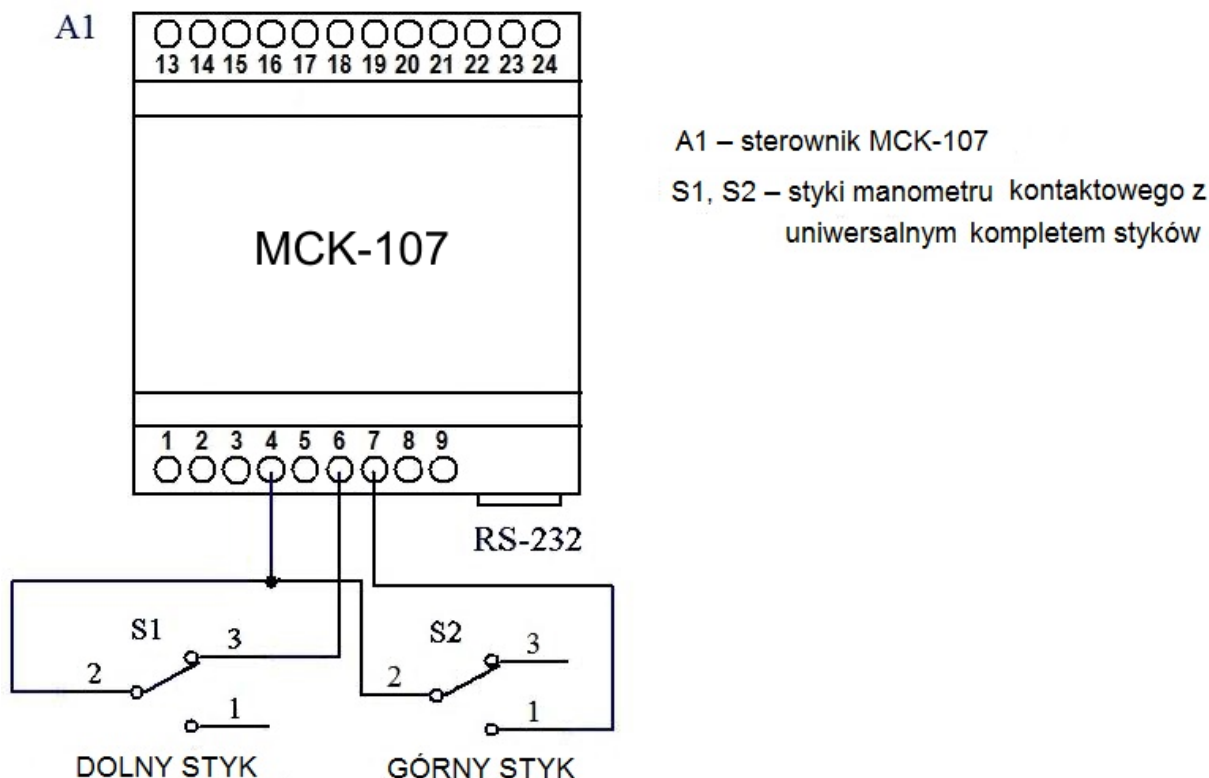 A1
13 14 15 16 17 18 19 20 21 22 23 24
A1 – sterownik MCK-107
S1, S2 – styki manometru kontaktowego z
uniwersalnym kompletem styków
MCK-107
1 2 3 4 5 6 7 8 9
RS-232
S1 3
2
1
DOLNY STYK
S2 3
2
1
GÓRNY STYK